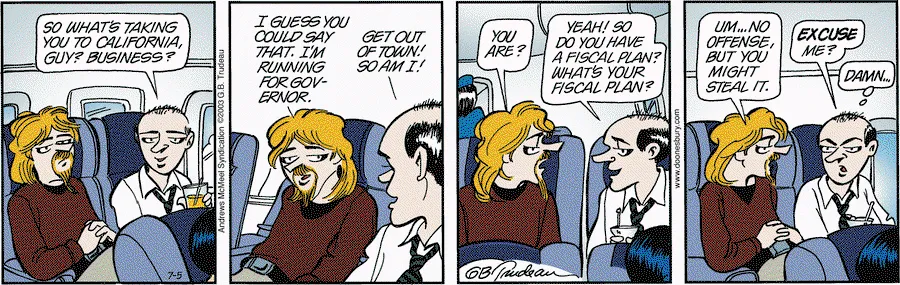 SO WHAT'S TAKING
YOU TO CALIFORNIA,
GUY? BUSINESS?
7-5
Andrews McMeel Syndication ©2003 G.B. Trudeau
I GUESS YOU
COULD SAY
THAT. I'M
RUNNING
FOR GOV-
ERNOR.
GET OUT
OF TOWN!
SO AM I!
YOU
ARE?
YEAH! SO
DO YOU HAVE
A FISCAL PLAN?
WHAT'S YOUR
FISCAL PLAN?
GB Trudeau
www.doonesbury.com
UM...NO
OFFENSE,
BUT YOU
MIGHT
STEAL IT.
EXCUSE
ME?
DAMN...